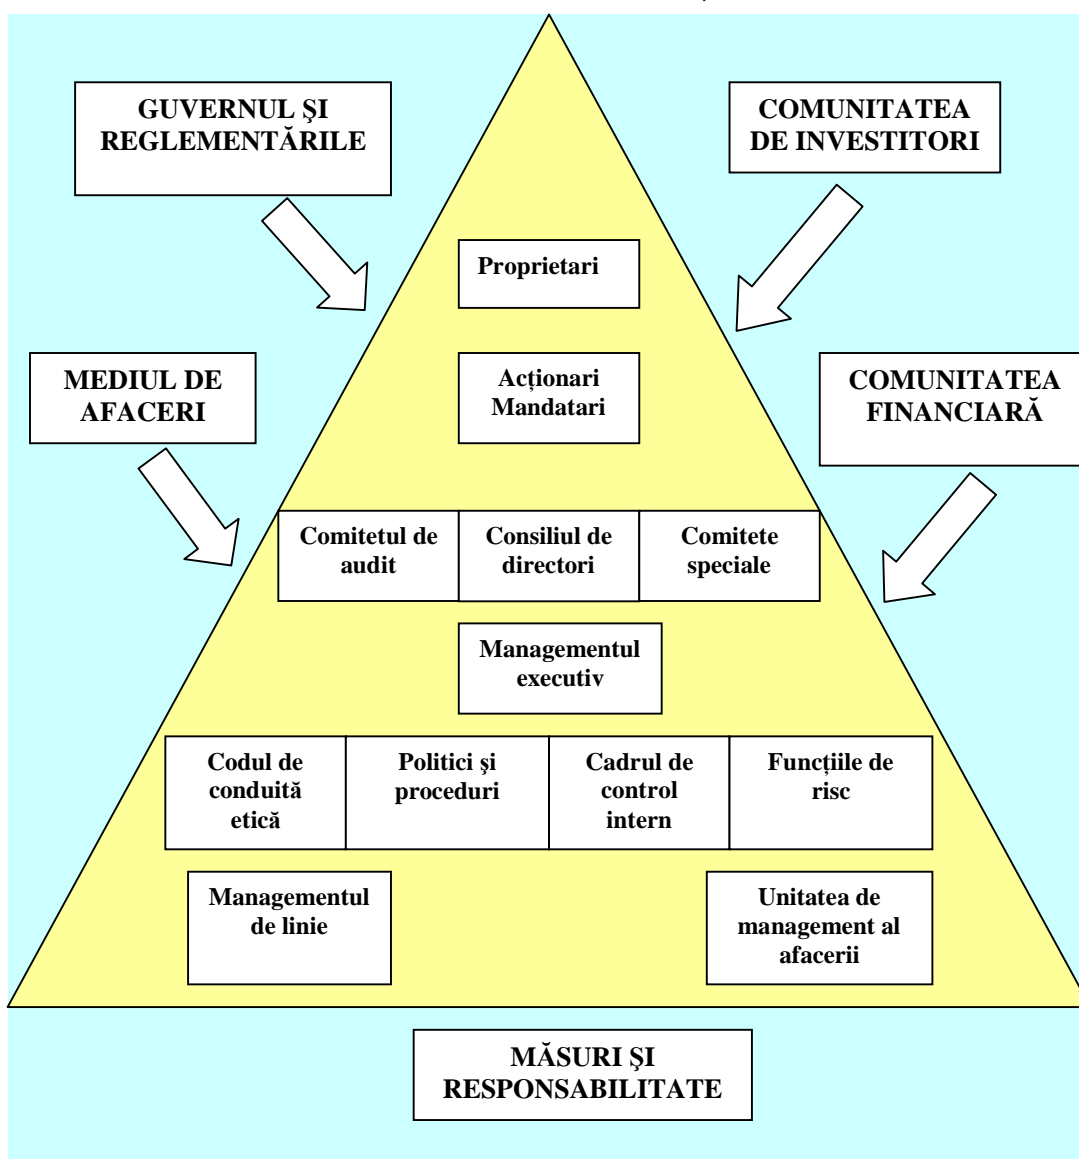 GUVERNUL ŞI
REGLEMENTĂRILE
COMUNITATEA
DE INVESTITORI
Proprietari
MEDIUL DE
AFACERI
Acţionari
Mandatari
COMUNITATEA
FINANCIARĂ
Comitetul de
audit
Consiliul de
directori
Comitete
speciale
Managementul
executiv
Codul de
conduită
etică
Politici şi
proceduri
Cadrul de
control
intern
Funcţiile de
risc
Managementul
de linie
Unitatea de
management al
afacerii
MĂSURI ŞI
RESPONSABILITATE